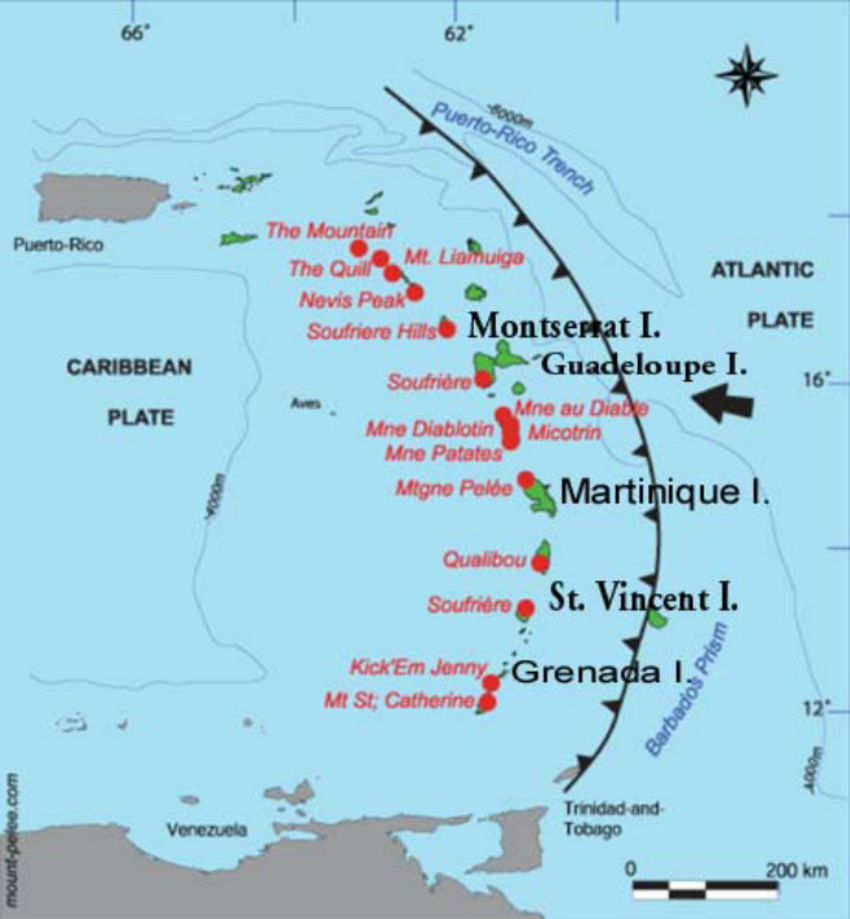 66°
62°
-6000m
Puerto-Rico Trench
Puerto-Rico
The Mountain
Mt. Liamuiga
The Quill
ATLANTIC
PLATE
Nevis Peak
Soufriere Hills
Montserrat I.
Guadeloupe I.
CARIBBEAN
PLATE
Soufrière
16°
Aves
Mne au Diable
Mne Diablotin
Micotrin
Mne Patates
Mtgne Pelée
Martinique I.
-4000m
Qualibou
Soufrière
St. Vincent I.
Kick'Em Jenny
Grenada I.
Mt St; Catherine
Barbados Prism
12°
4000m
mount-pelee.com
Venezuela
Trinidad-and-
Tobago
0
200 km